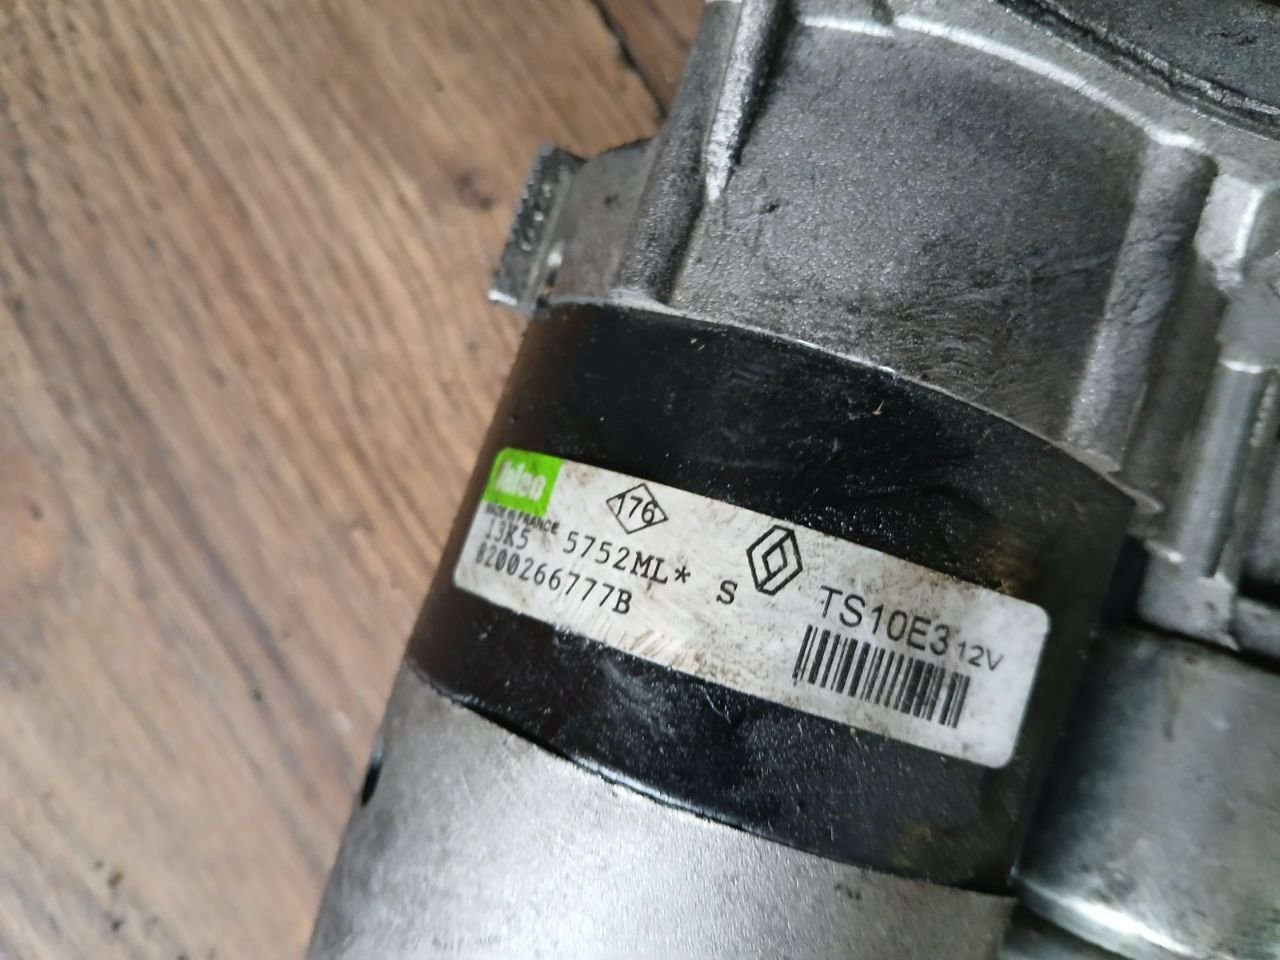 Valeo
MADE IN FRANCE
176
13K5 5752ML* S
8200266777B
TS10E3 12V